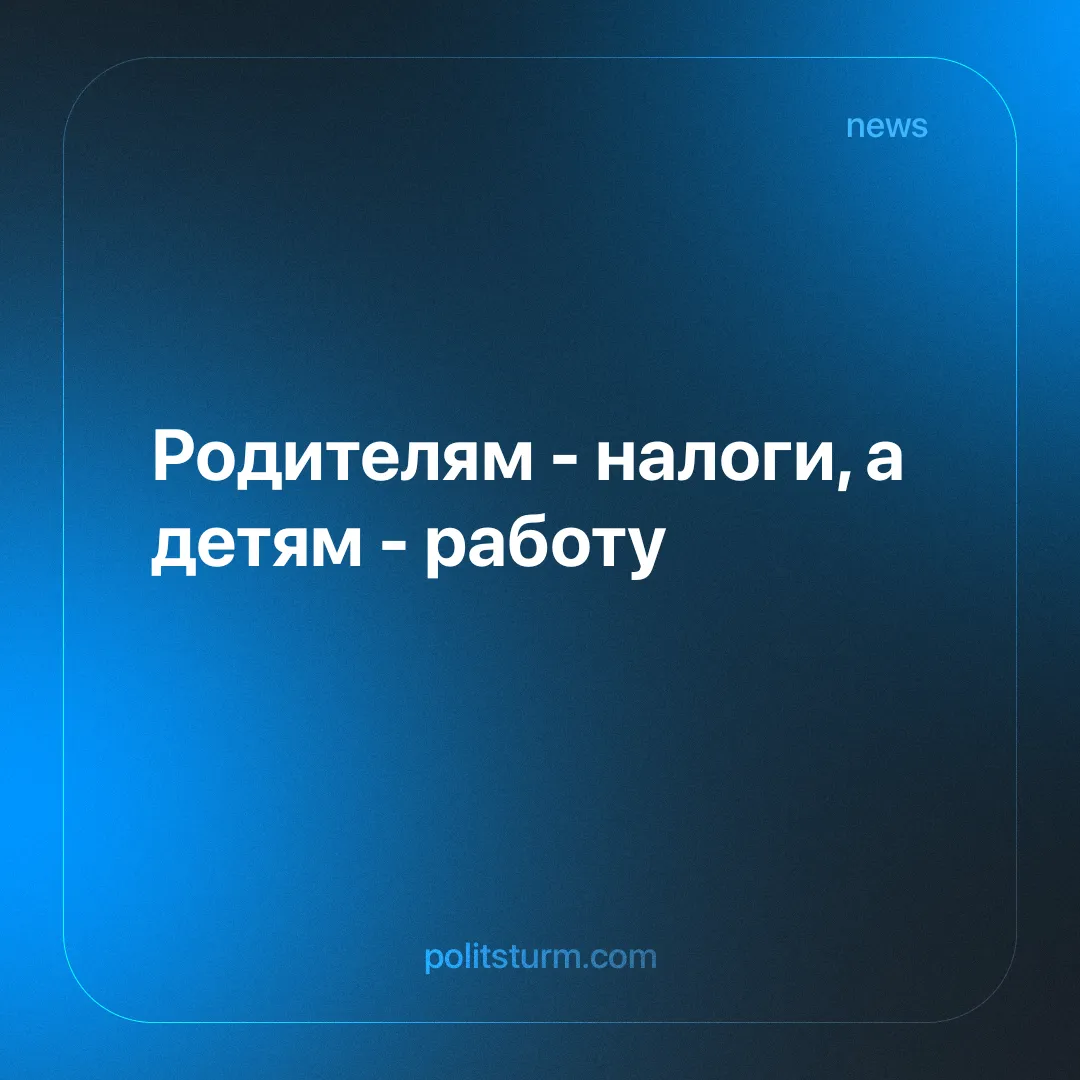 news
Родителям - налоги, а
детям - работу
politsturm.com